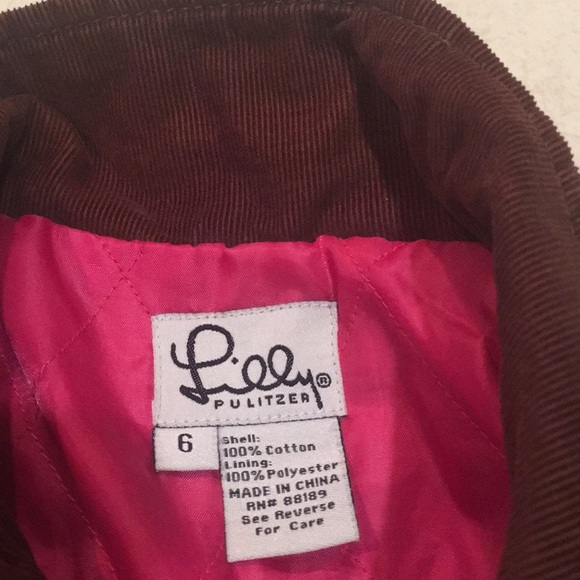 Lilly®
PULITZER
6
Shell:
100% Cotton
Lining:
100% Polyester
MADE IN CHINA
RN# 88189
See Reverse
For Care